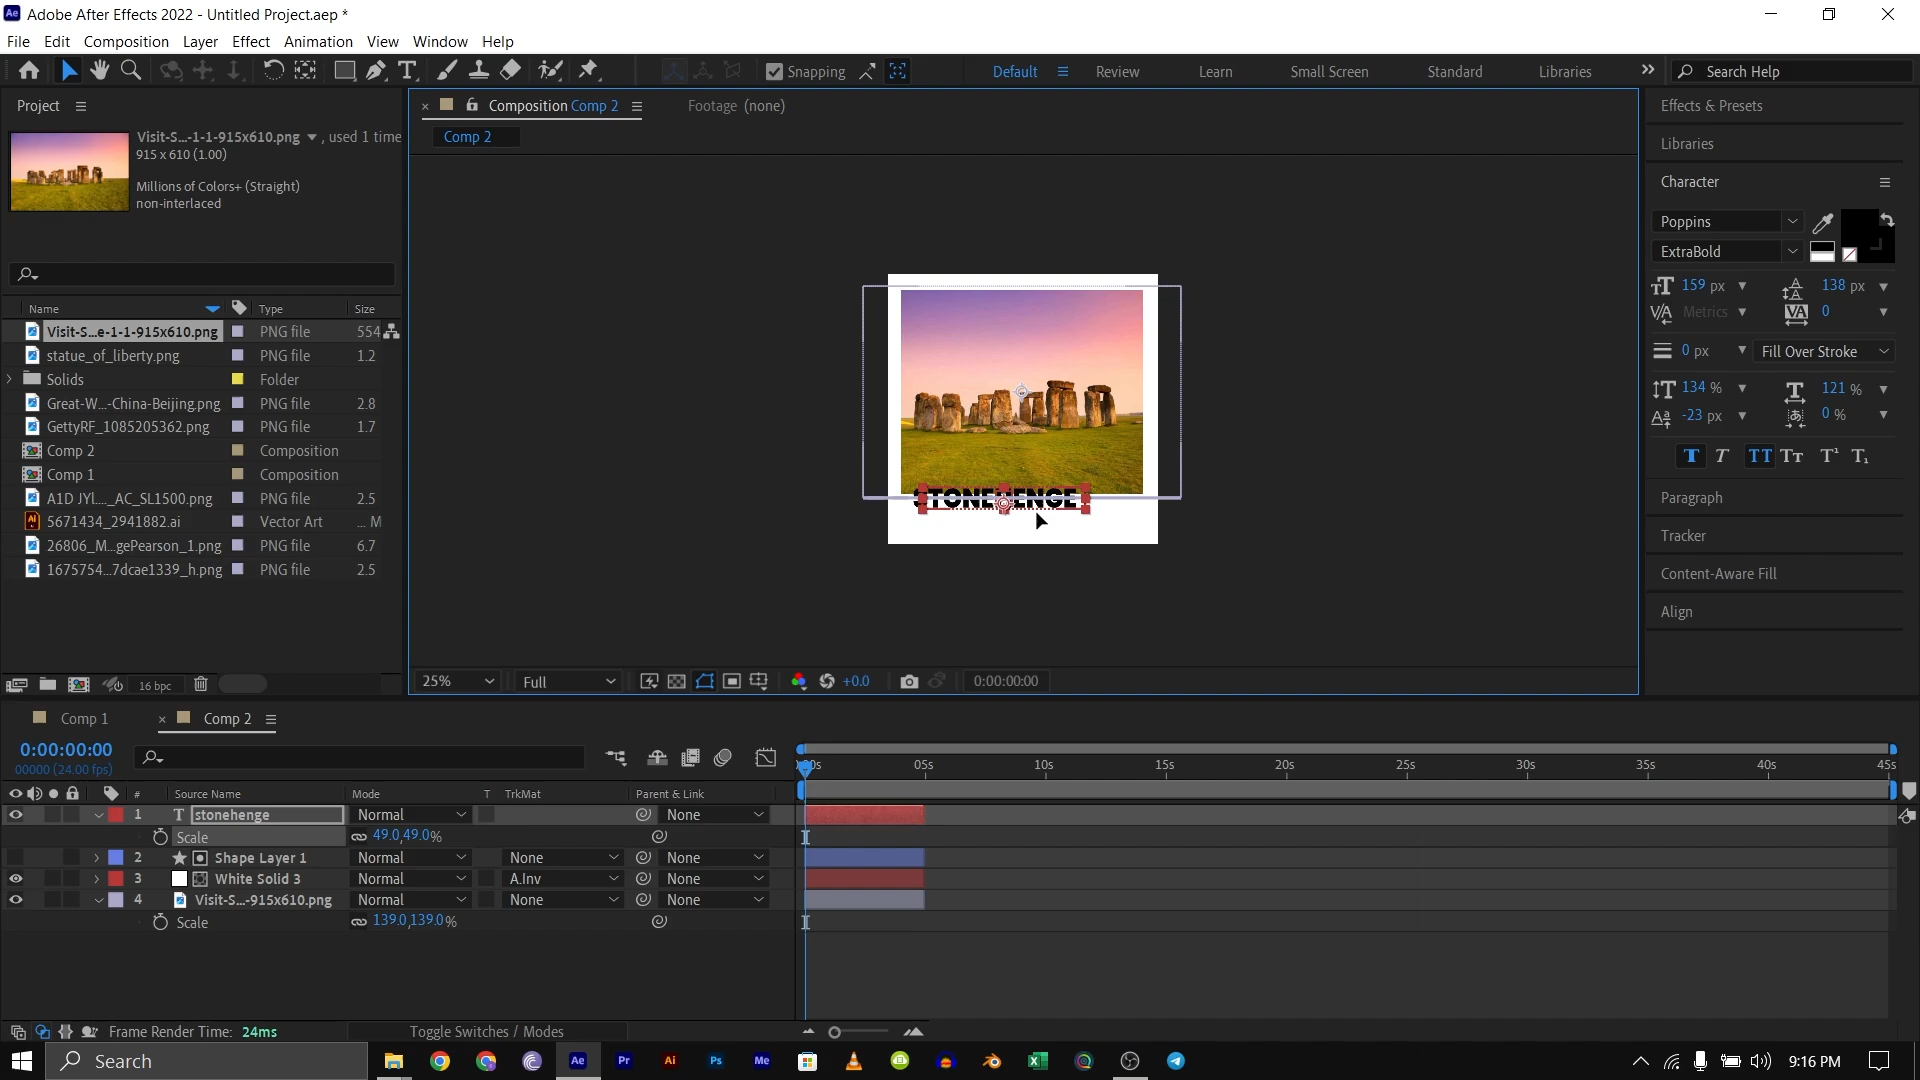 Adobe After Effects 2022 - Untitled Project.aep *
File Edit Composition Layer Effect Animation View Window Help
Snapping
Default Review Learn Small Screen Standard Libraries
Search Help
Project
Composition Comp 2
Footage (none)
Comp 2
Visit-S...-1-1-915x610.png , used 1 time
915 x 610 (1.00)
Millions of Colors+ (Straight)
non-interlaced
Name Type Size
Visit-S...e-1-1-915x610.png PNG file 554
statue_of_liberty.png PNG file 1.2
Solids Folder
Great-W...-China-Beijing.png PNG file 2.8
GettyRF_1085205362.png PNG file 1.7
Comp 2 Composition
Comp 1 Composition
A1D JYl...._AC_SL1500.png PNG file 2.5
5671434_2941882.ai Vector Art ... M
26806_M...gePearson_1.png PNG file 6.7
1675754...7dcae1339_h.png PNG file 2.5
16 bpc
STONEHENGE
25% Full +0.0 0:00:00:00
Effects & Presets
Libraries
Character
Poppins
ExtraBold
159 px 138 px
Metrics 0
0 px Fill Over Stroke
134 % 121 %
-23 px 0 %
Paragraph
Tracker
Content-Aware Fill
Align
Comp 1 Comp 2
0:00:00:00
00000 (24.00 fps)
05s 10s 15s 20s 25s 30s 35s 40s 45s
# Source Name Mode T TrkMat Parent & Link
1 T stonehenge Normal None
Scale 49.0,49.0%
2 Shape Layer 1 Normal None None
3 White Solid 3 Normal A.Inv None
4 Visit-S...-915x610.png Normal None None
Scale 139.0,139.0%
Frame Render Time: 24ms
Toggle Switches / Modes
Search
Ae Pr Ai Ps Me
9:16 PM